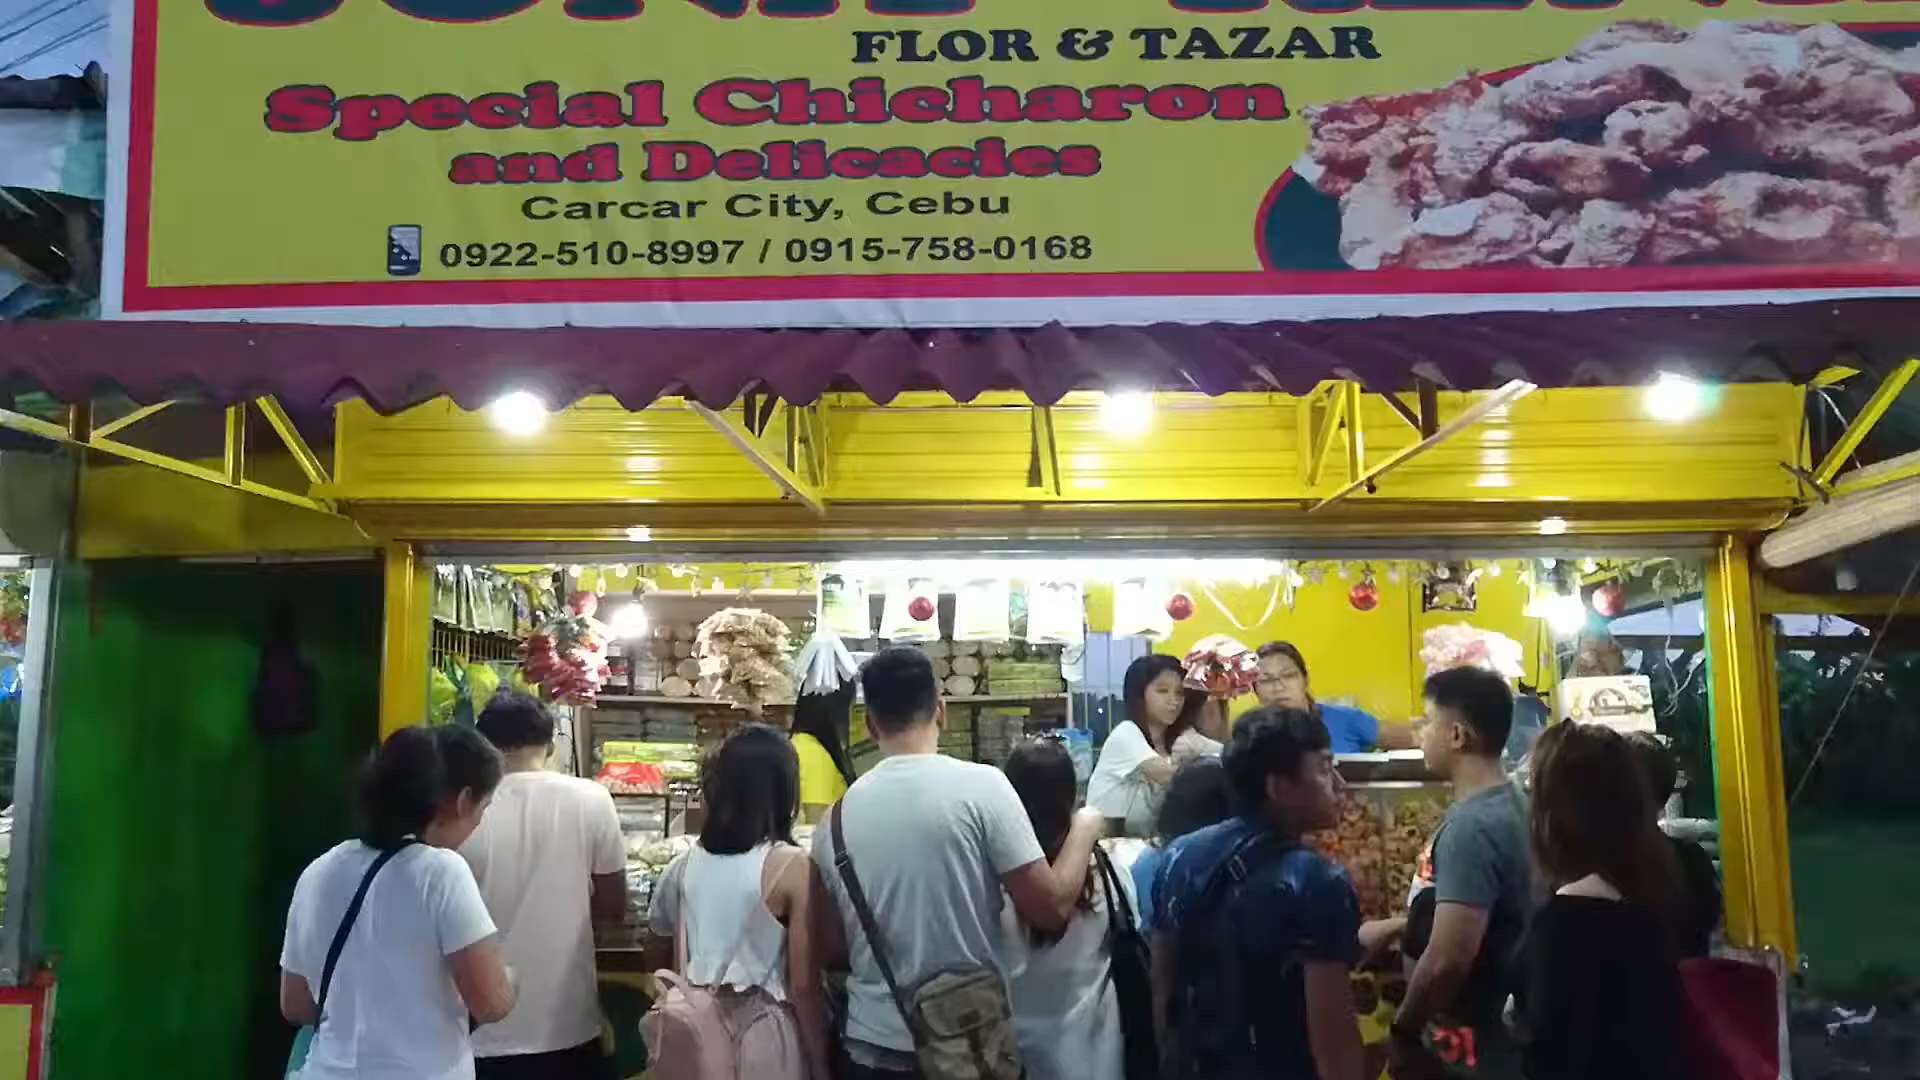 FLOR & TAZAR
Special Chicharon
and Delicacies
Carcar City, Cebu
0922-510-8997 / 0915-758-0168